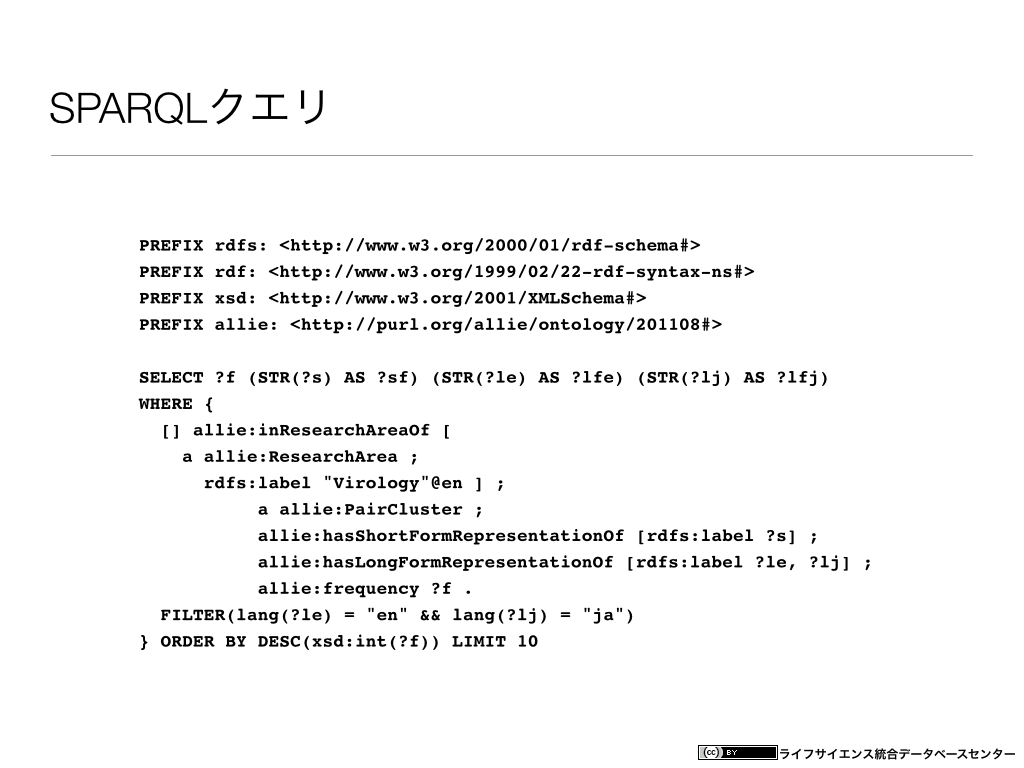 SPARQLクエリ
PREFIX rdfs: <http://www.w3.org/2000/01/rdf-schema#>
PREFIX rdf: <http://www.w3.org/1999/02/22-rdf-syntax-ns#>
PREFIX xsd: <http://www.w3.org/2001/XMLSchema#>
PREFIX allie: <http://purl.org/allie/ontology/201108#>
SELECT ?f (STR(?s) AS ?sf) (STR(?le) AS ?lfe) (STR(?lj) AS ?lfj)
WHERE {
[] allie:inResearchAreaOf [
a allie:ResearchArea ;
rdfs:label "Virology"@en ] ;
a allie:PairCluster ;
allie:hasShortFormRepresentationOf [rdfs:label ?s] ;
allie:hasLongFormRepresentationOf [rdfs:label ?le, ?lj] ;
allie:frequency ?f .
FILTER(lang(?le) = "en" && lang(?lj) = "ja")
} ORDER BY DESC(xsd:int(?f)) LIMIT 10
cc BY ライフサイエンス統合データベースセンター